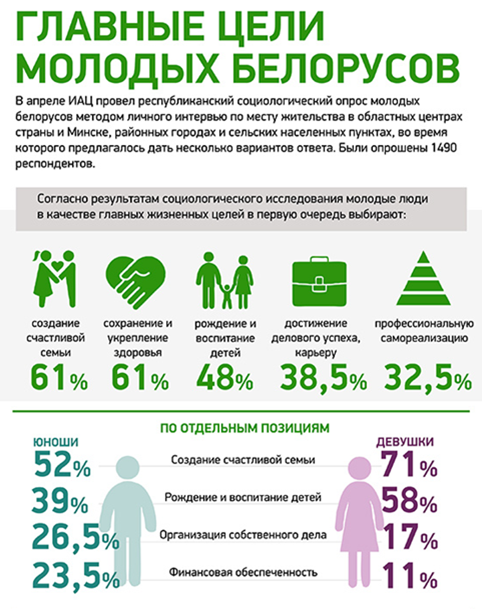 ГЛАВНЫЕ ЦЕЛИ
МОЛОДЫХ БЕЛОРУСОВ
В апреле ИАЦ провел республиканский социологический опрос молодых
белорусов методом личного интервью по месту жительства в областных центрах
страны и Минске, районных городах и сельских населенных пунктах, во время
которого предлагалось дать несколько вариантов ответа. Были опрошены 1490
респондентов.
Согласно результатам социологического исследования молодые люди
в качестве главных жизненных целей в первую очередь выбирают:
создание
счастливой
семьи
61%
сохранение и
укрепление
здоровья
61%
рождение и
воспитание
детей
48%
достижение
делового успеха,
карьеру
38,5%
профессиональную
самореализацию
32,5%
ПО ОТДЕЛЬНЫМ ПОЗИЦИЯМ
ЮНОШИ
ДЕВУШКИ
52% Создание счастливой семьи 71%
39% Рождение и воспитание детей 58%
26,5% Организация собственного дела 17%
23,5% Финансовая обеспеченность 11%